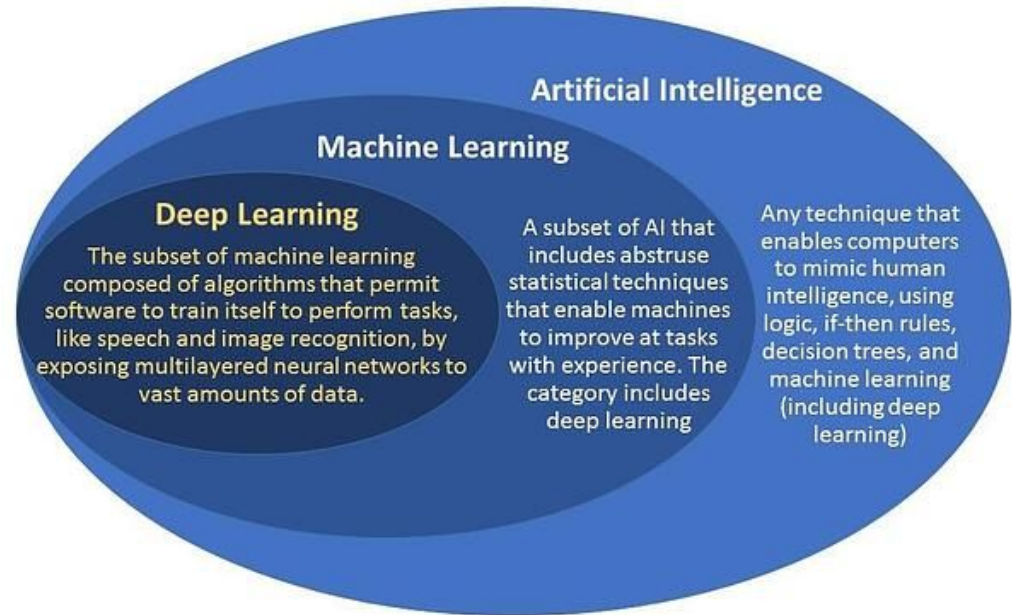 Artificial Intelligence
Machine Learning
Deep Learning
The subset of machine learning
composed of algorithms that permit
software to train itself to perform tasks,
like speech and image recognition, by
exposing multilayered neural networks to
vast amounts of data.
A subset of AI that
includes abstruse
statistical techniques
that enable machines
to improve at tasks
with experience. The
category includes
deep learning
Any technique that
enables computers
to mimic human
intelligence, using
logic, if-then rules,
decision trees, and
machine learning
(including deep
learning)